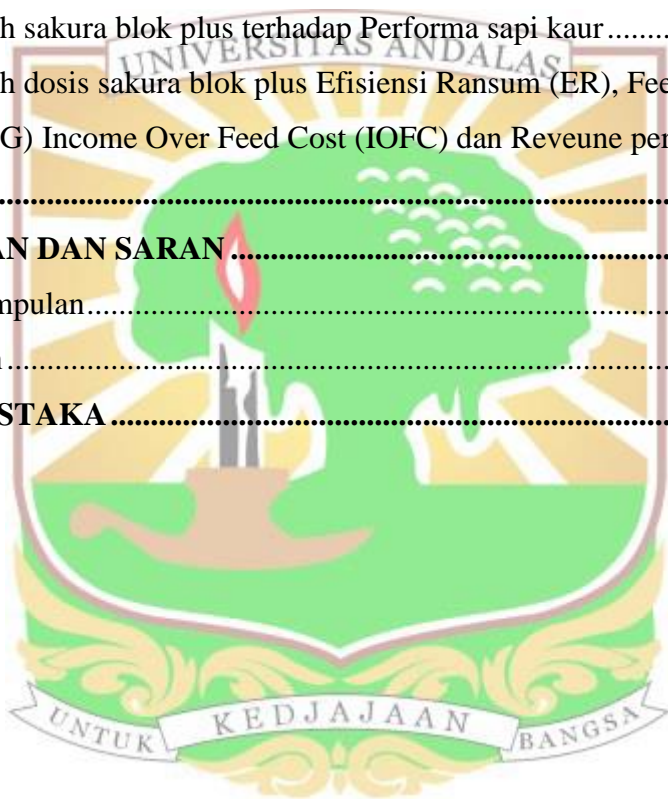 h sakura blok plus terhadap Performa sapi kaur ........
UNIVERSITAS ANDALAS
h dosis sakura blok plus Efisiensi Ransum (ER), Fee
G) Income Over Feed Cost (IOFC) dan Reveune per
................................................................
AN DAN SARAN ................................................
mpulan ................................................................
n ................................................................
STAKA ................................................................
UNTUK KEDJAJAAN BANGSA